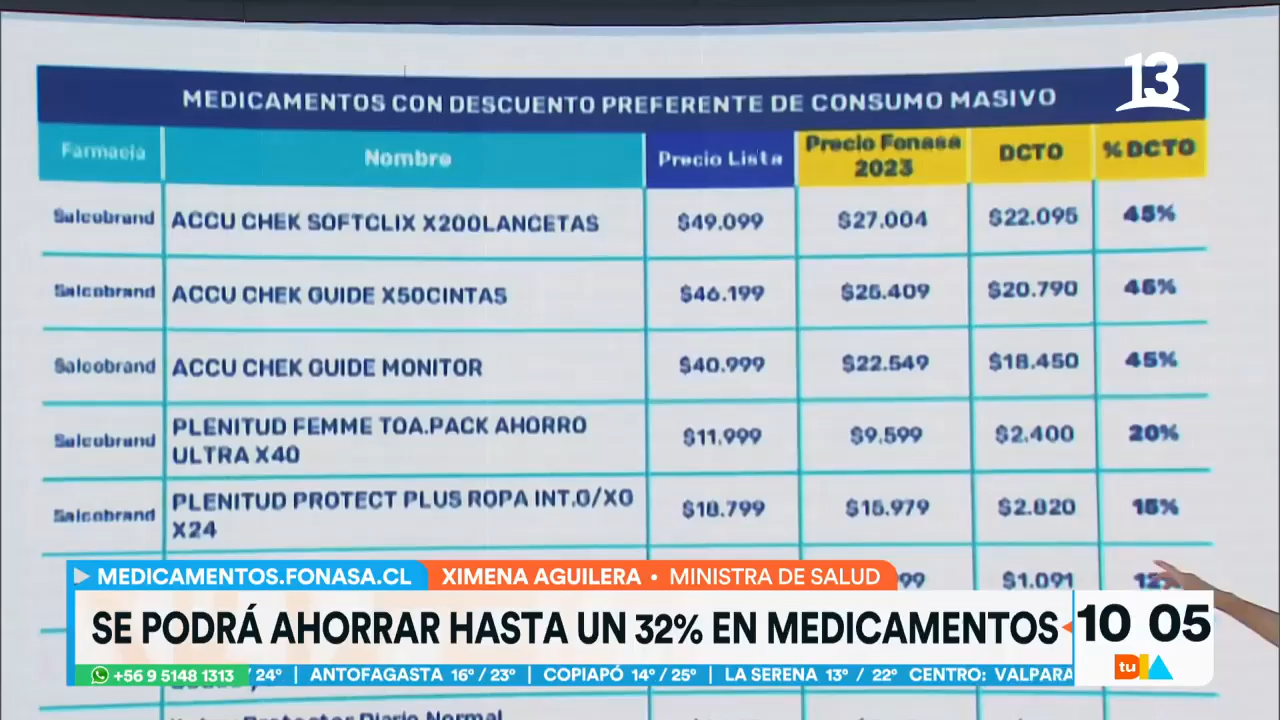 13
MEDICAMENTOS CON DESCUENTO PREFERENTE DE CONSUMO MASIVO
Farmacia Nombre Precio Lista Precio Fonasa 2023 DCTO % DCTO
Salcobrand ACCU CHEK SOFTCLIX X200LANCETAS $49.099 $27.004 $22.095 45%
Salcobrand ACCU CHEK GUIDE X50CINTAS $46.199 $25.409 $20.790 45%
Salcobrand ACCU CHEK GUIDE MONITOR $40.999 $22.549 $18.450 45%
Salcobrand PLENITUD FEMME TOA.PACK AHORRO ULTRA X40 $11.999 $9.599 $2.400 20%
Salcobrand PLENITUD PROTECT PLUS ROPA INT.G/XG X24 $18.799 $15.979 $2.820 15%
99 $1.091
MEDICAMENTOS.FONASA.CL XIMENA AGUILERA • MINISTRA DE SALUD
SE PODRÁ AHORRAR HASTA UN 32% EN MEDICAMENTOS
10 05
tu DÍA
+56 9 5148 1313 / 24° | ANTOFAGASTA 16° / 23° | COPIAPÓ 14° / 25° | LA SERENA 13° / 22° CENTRO: VALPARA
Protector Diario Normal